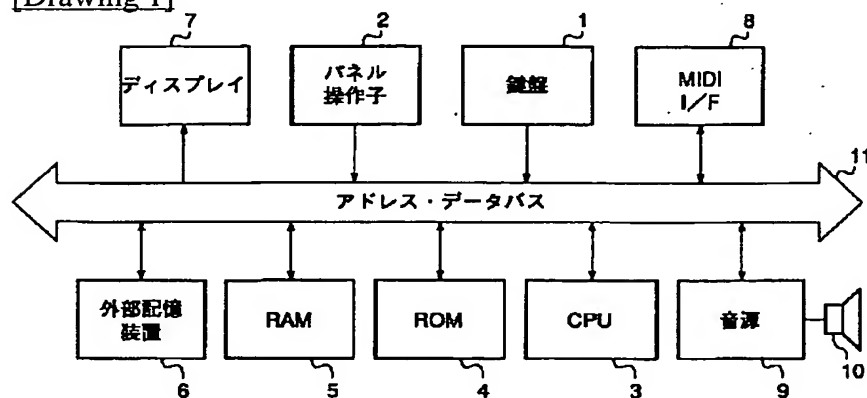 [Drawing 1]
7
2
1
8
ディスプレイ
パネル
操作子
鍵盤
MIDI
I/F
11
アドレス・データバス
外部記憶
装置
RAM
ROM
CPU
音源
6
5
4
3
9
10